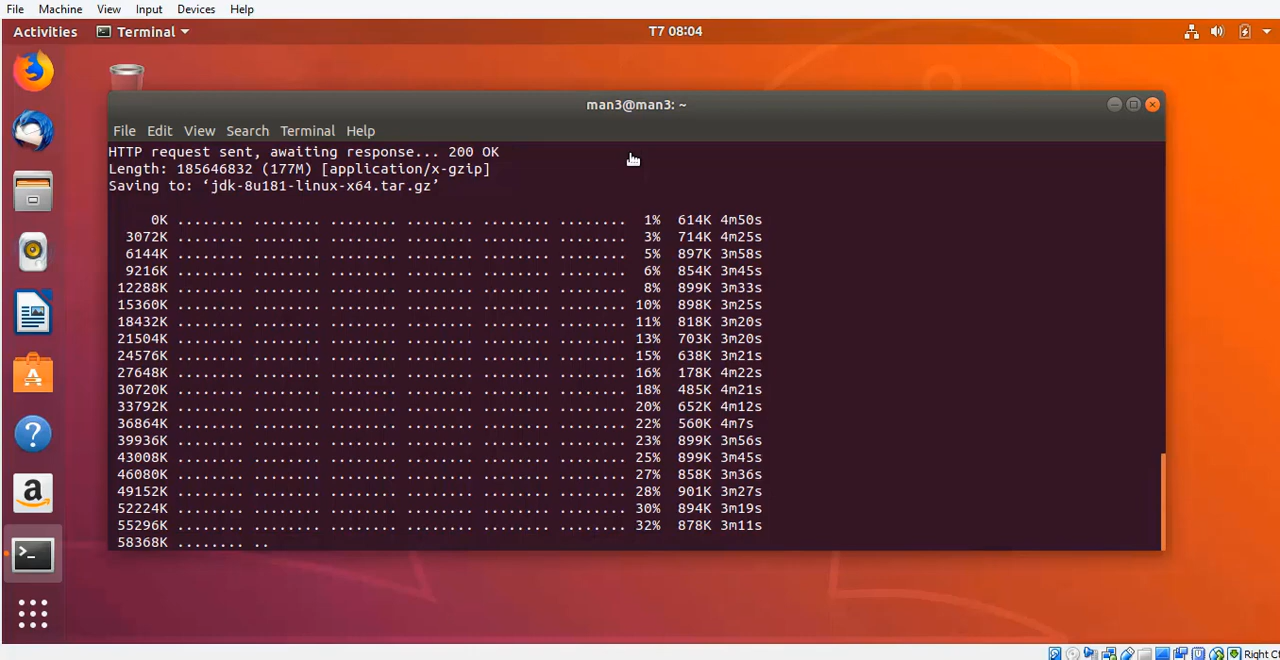 File Machine View Input Devices Help
Activities Terminal T7 08:04
man3@man3: ~
File Edit View Search Terminal Help
HTTP request sent, awaiting response... 200 OK
Length: 185646832 (177M) [application/x-gzip]
Saving to: ‘jdk-8u181-linux-x64.tar.gz’
0K ........ ........ ........ ........ ........ ........ 1% 614K 4m50s
3072K ........ ........ ........ ........ ........ ........ 3% 714K 4m25s
6144K ........ ........ ........ ........ ........ ........ 5% 897K 3m58s
9216K ........ ........ ........ ........ ........ ........ 6% 854K 3m45s
12288K ........ ........ ........ ........ ........ ........ 8% 899K 3m33s
15360K ........ ........ ........ ........ ........ ........ 10% 898K 3m25s
18432K ........ ........ ........ ........ ........ ........ 11% 818K 3m20s
21504K ........ ........ ........ ........ ........ ........ 13% 703K 3m20s
24576K ........ ........ ........ ........ ........ ........ 15% 638K 3m21s
27648K ........ ........ ........ ........ ........ ........ 16% 178K 4m22s
30720K ........ ........ ........ ........ ........ ........ 18% 485K 4m21s
33792K ........ ........ ........ ........ ........ ........ 20% 652K 4m12s
36864K ........ ........ ........ ........ ........ ........ 22% 560K 4m7s
39936K ........ ........ ........ ........ ........ ........ 23% 899K 3m56s
43008K ........ ........ ........ ........ ........ ........ 25% 899K 3m45s
46080K ........ ........ ........ ........ ........ ........ 27% 858K 3m36s
49152K ........ ........ ........ ........ ........ ........ 28% 901K 3m27s
52224K ........ ........ ........ ........ ........ ........ 30% 894K 3m19s
55296K ........ ........ ........ ........ ........ ........ 32% 878K 3m11s
58368K ........ ..
Right C